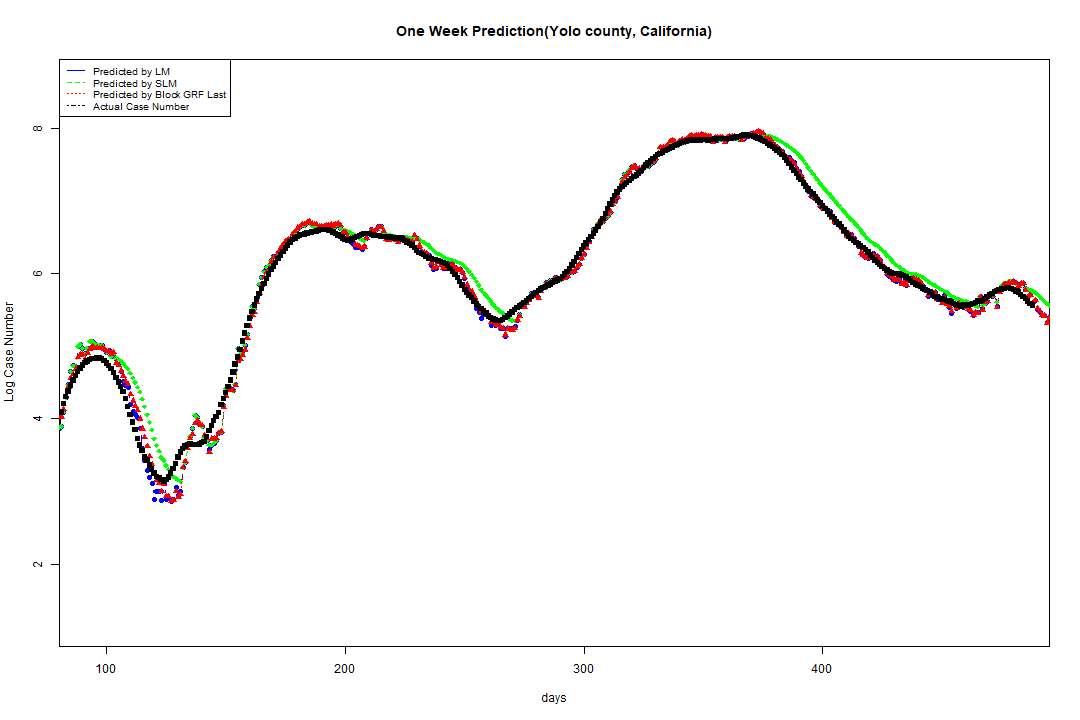 One Week Prediction(Yolo county, California)
Predicted by LM
Predicted by SLM
Predicted by Block GRF Last
Actual Case Number
8
6
4
2
Log Case Number
100 200 300 400
days